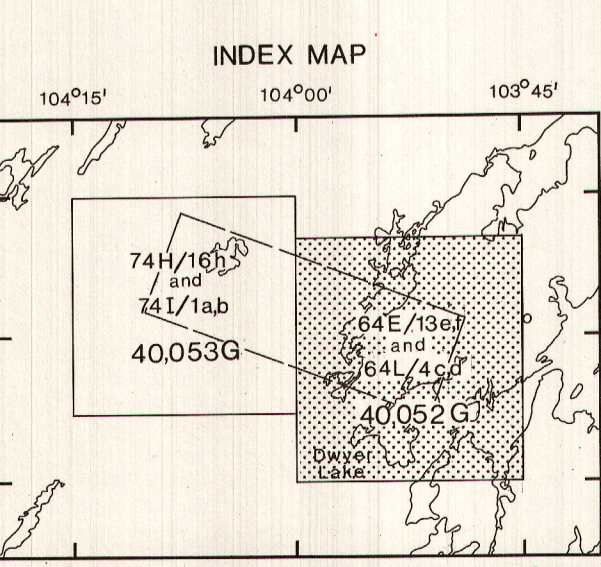 INDEX MAP
104°15' 104°00' 103°45'
74H/16h
and
74I/1a,b
40,053G
64E/13e,f
and
64L/4c,d
40,052G
Dwyer
Lake